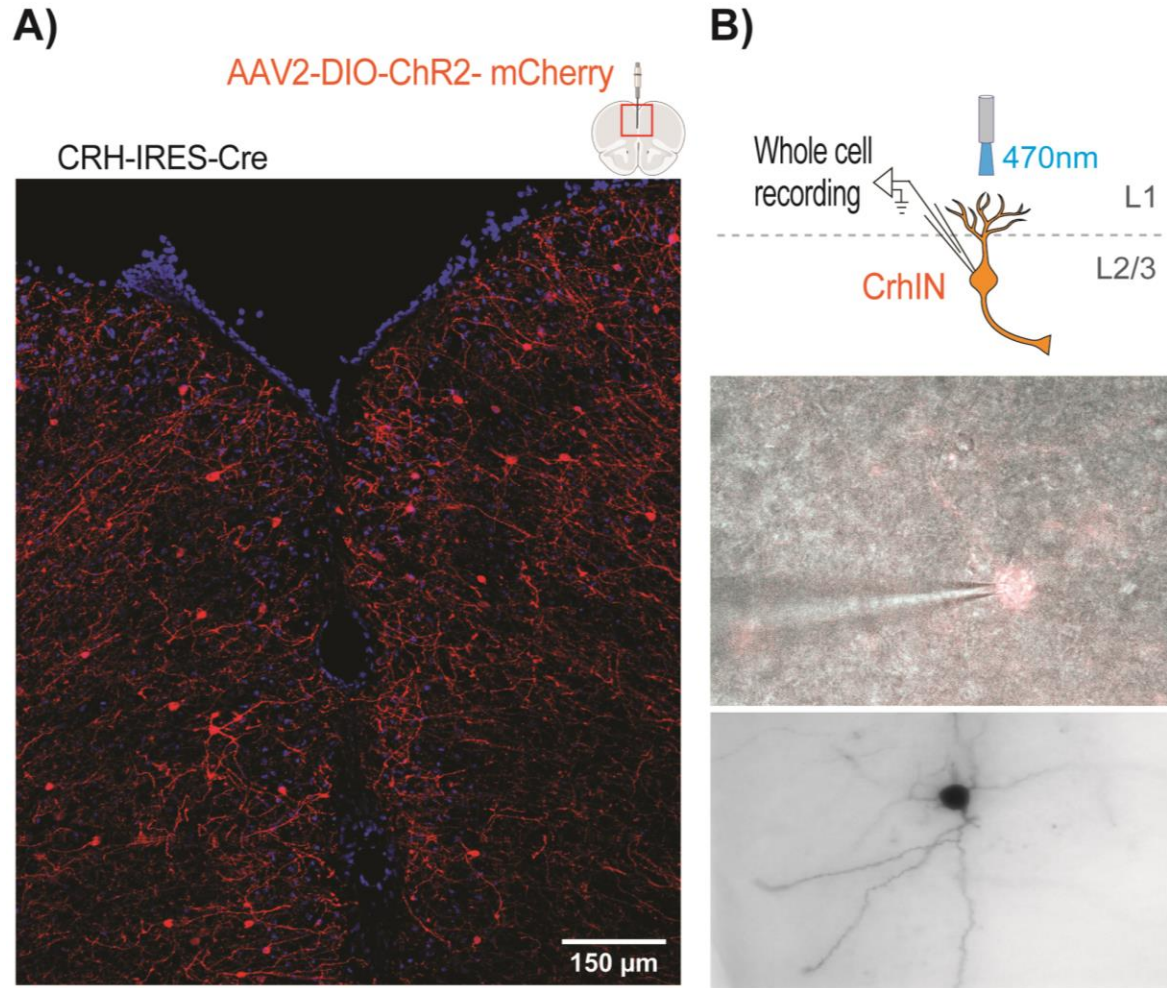 A)
AAV2-DIO-ChR2- mCherry
CRH-IRES-Cre
150 µm
B)
Whole cell
recording
470nm
L1
CrhIN
L2/3